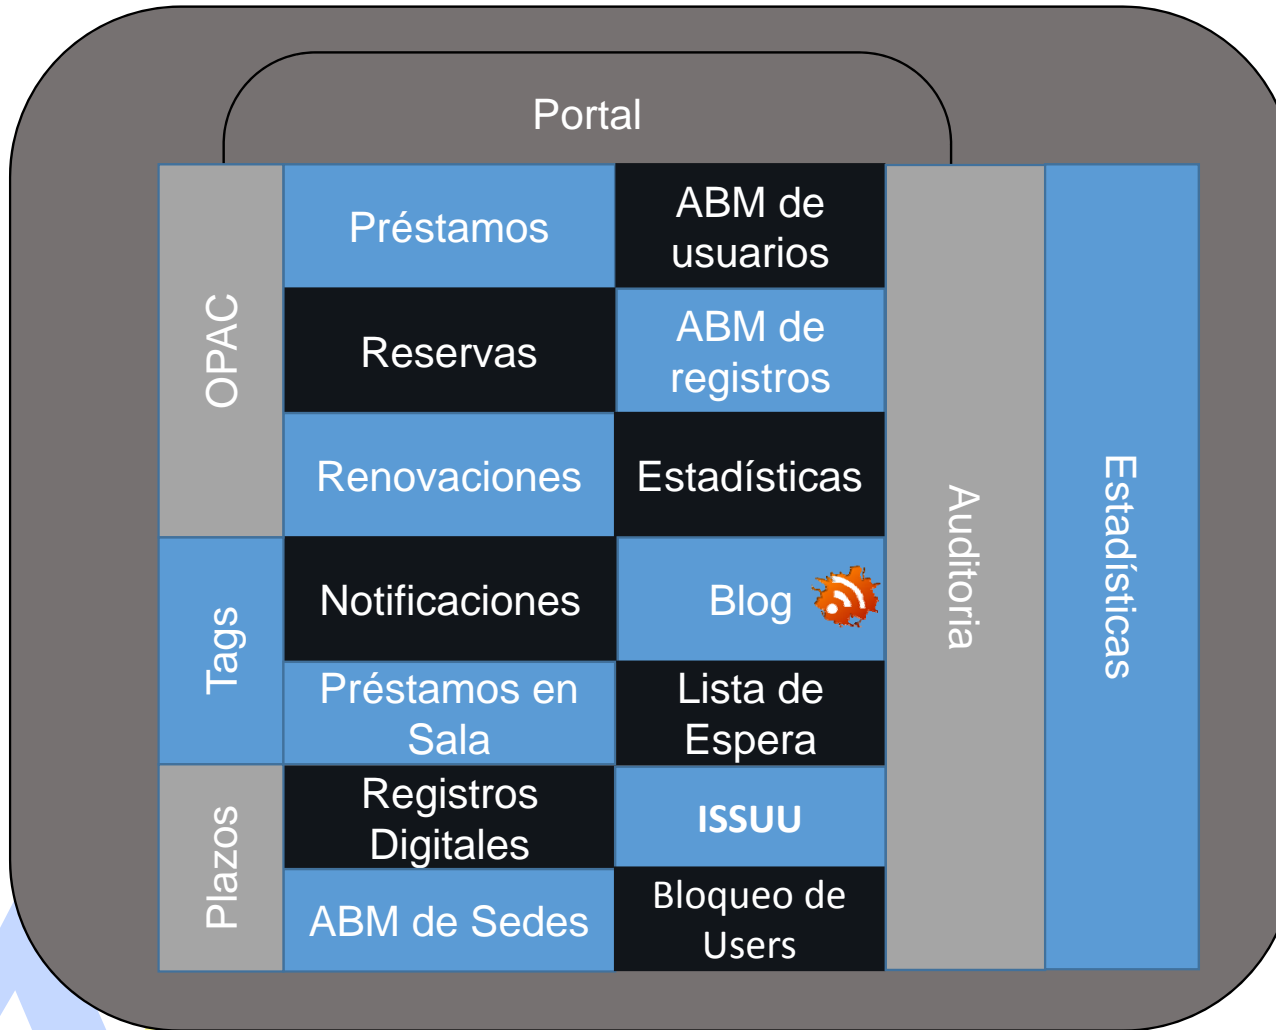 Portal
OPAC
Préstamos
ABM de
usuarios
Reservas
ABM de
registros
Renovaciones
Estadísticas
Tags
Notificaciones
Blog
Préstamos en
Sala
Lista de
Espera
Plazos
Registros
Digitales
ISSUU
ABM de Sedes
Bloqueo de
Users
Auditoria
Estadísticas